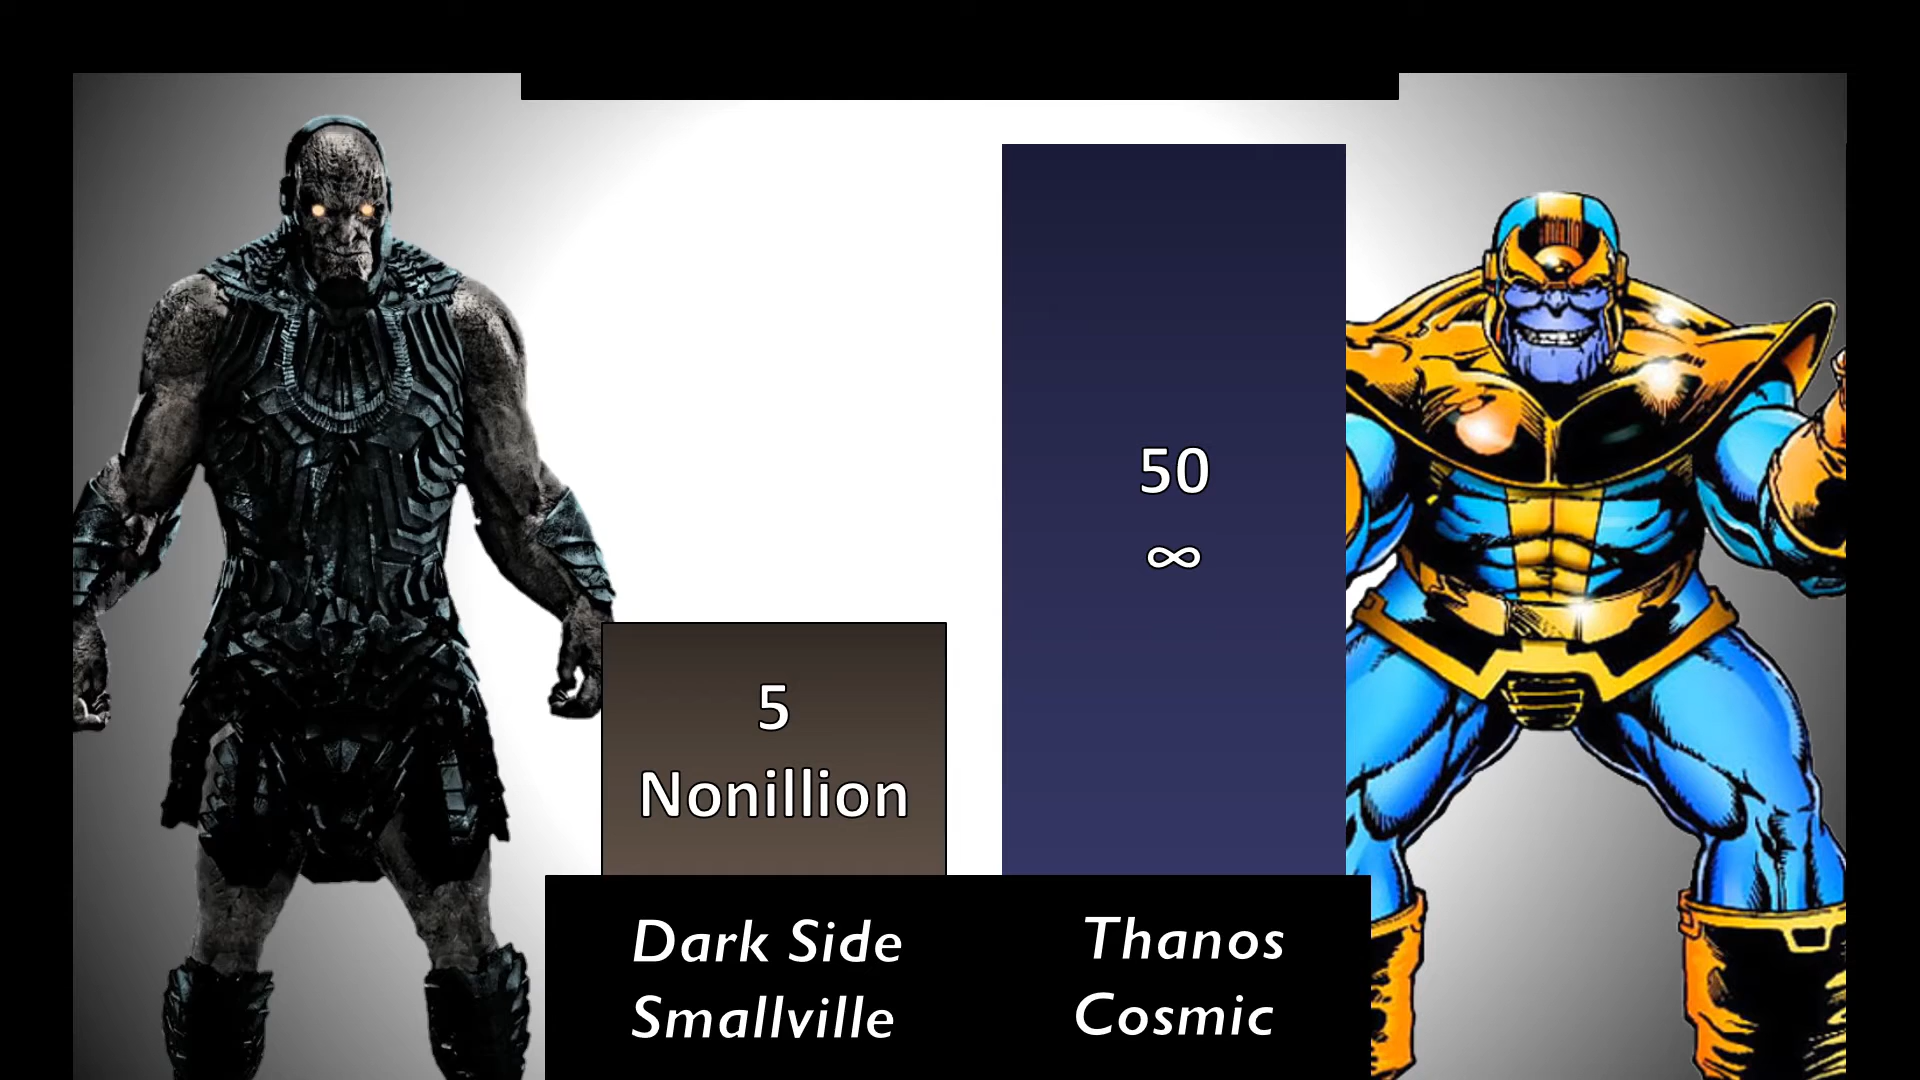 50
∞
5
Nonillion
Dark Side
Smallville
Thanos
Cosmic